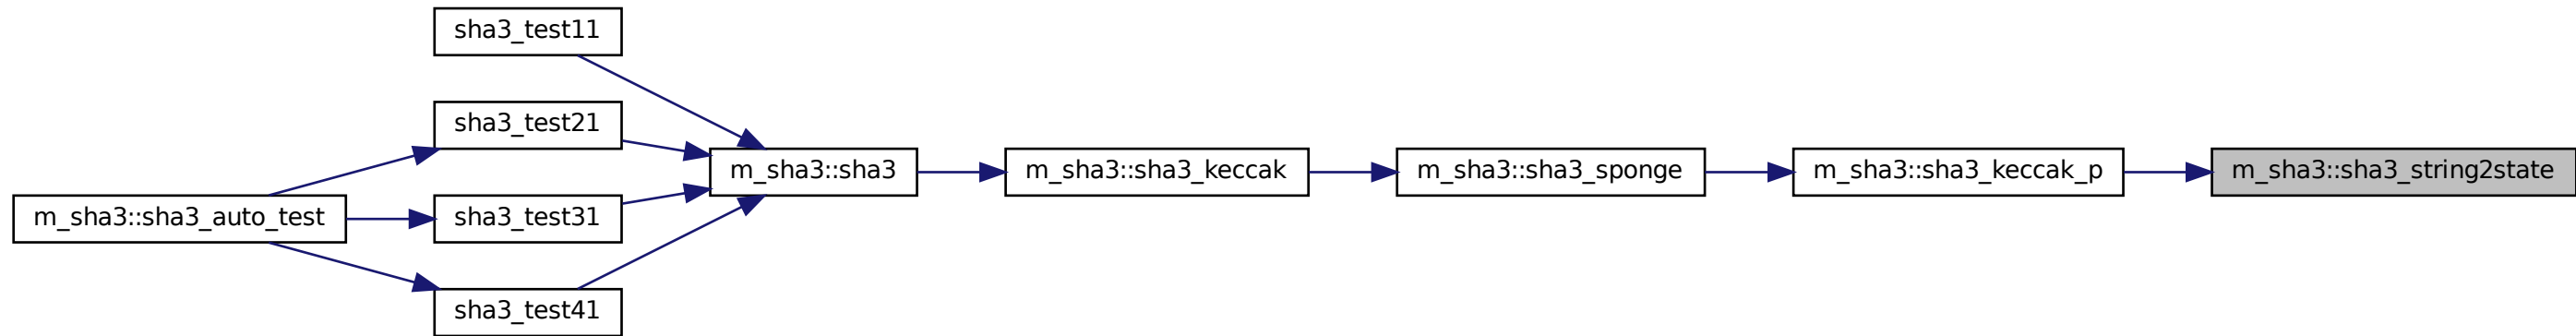 sha3_test11
sha3_test21
m_sha3::sha3
m_sha3::sha3_keccak
m_sha3::sha3_sponge
m_sha3::sha3_keccak_p
m_sha3::sha3_string2state
m_sha3::sha3_auto_test
sha3_test31
sha3_test41